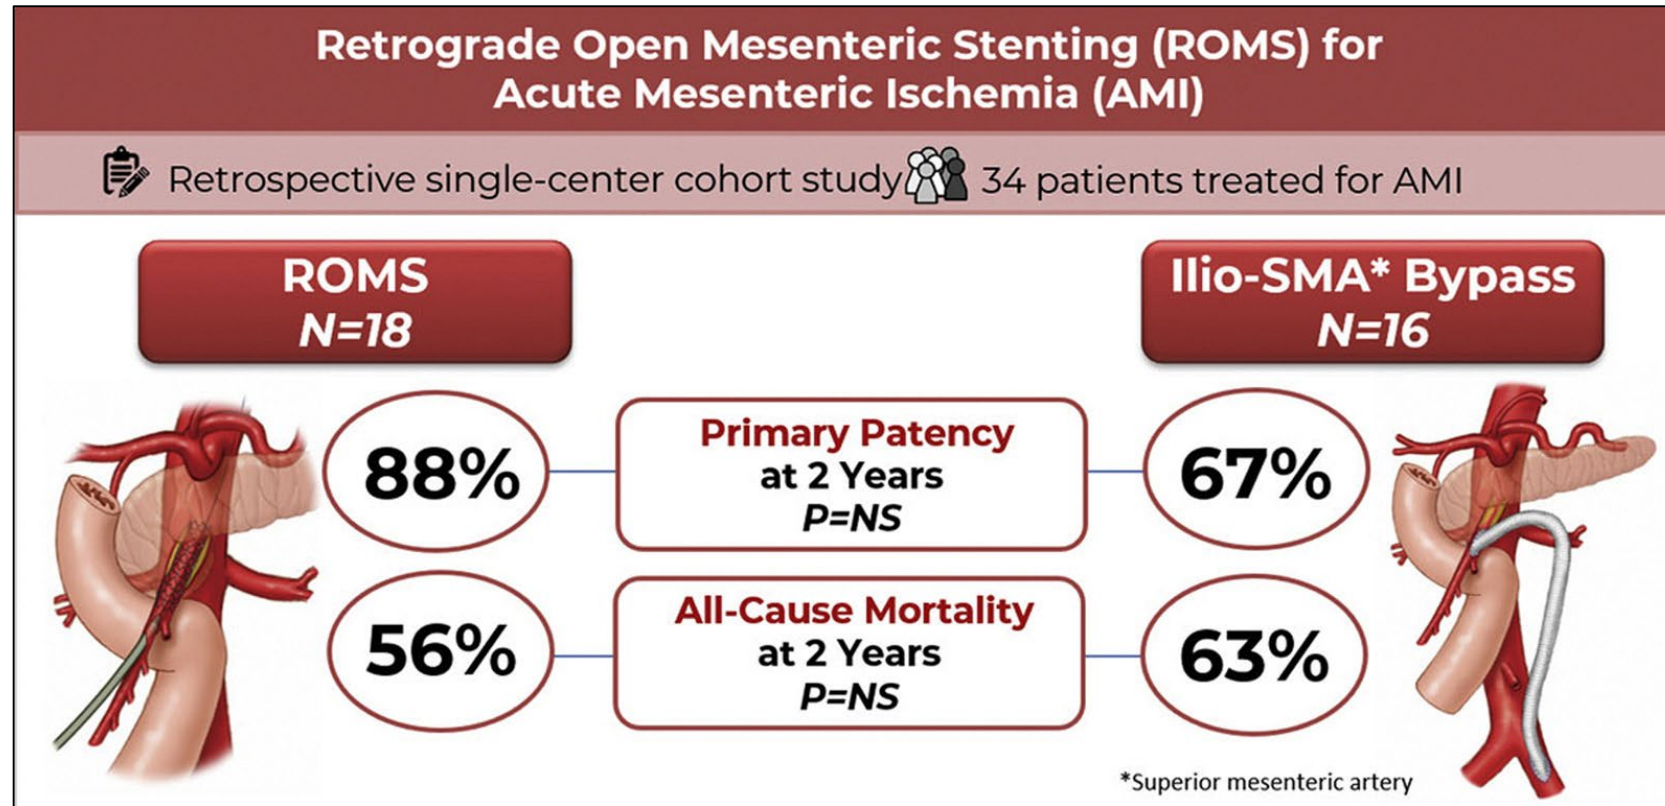 Retrograde Open Mesenteric Stenting (ROMS) for
Acute Mesenteric Ischemia (AMI)
Retrospective single-center cohort study
34 patients treated for AMI
ROMS
N=18
Ilio-SMA* Bypass
N=16
88%
Primary Patency
at 2 Years
P=NS
67%
56%
All-Cause Mortality
at 2 Years
P=NS
63%
*Superior mesenteric artery